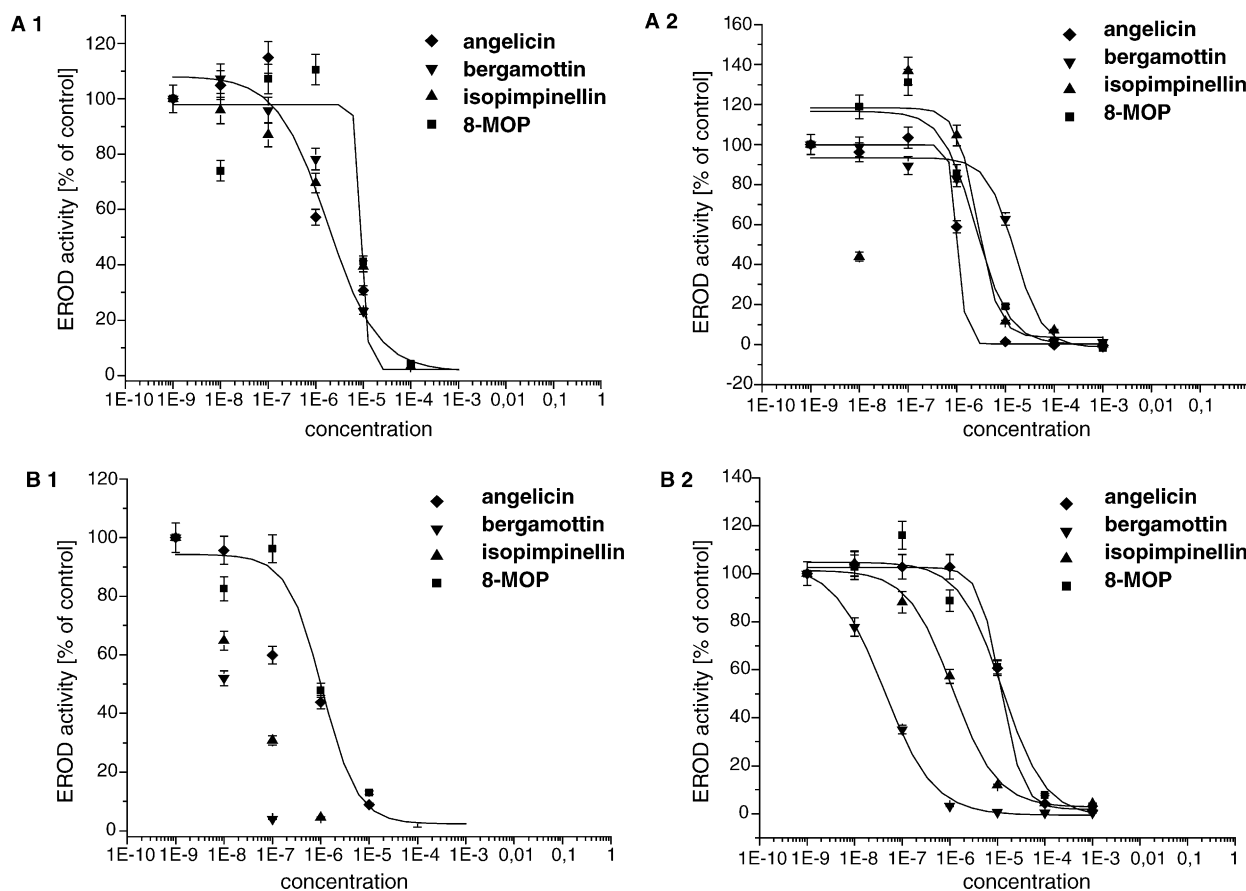 A 1
angelicin
bergamottin
isopimpinellin
8-MOP
EROD activity [% of control]
120
100
80
60
40
20
0
1E-10 1E-9 1E-8 1E-7 1E-6 1E-5 1E-4 1E-3 0,01 0,1 1
concentration
A 2
angelicin
bergamottin
isopimpinellin
8-MOP
EROD activity [% of control]
160
140
120
100
80
60
40
20
0
-20
1E-10 1E-9 1E-8 1E-7 1E-6 1E-5 1E-4 1E-3 0,01 0,1
concentration
B 1
angelicin
bergamottin
isopimpinellin
8-MOP
EROD activity [% of control]
120
100
80
60
40
20
0
1E-10 1E-9 1E-8 1E-7 1E-6 1E-5 1E-4 1E-3 0,01 0,1 1
concentration
B 2
angelicin
bergamottin
isopimpinellin
8-MOP
EROD activity [% of control]
140
120
100
80
60
40
20
0
1E-10 1E-9 1E-8 1E-7 1E-6 1E-5 1E-4 1E-3 0,01 0,1 1
concentration